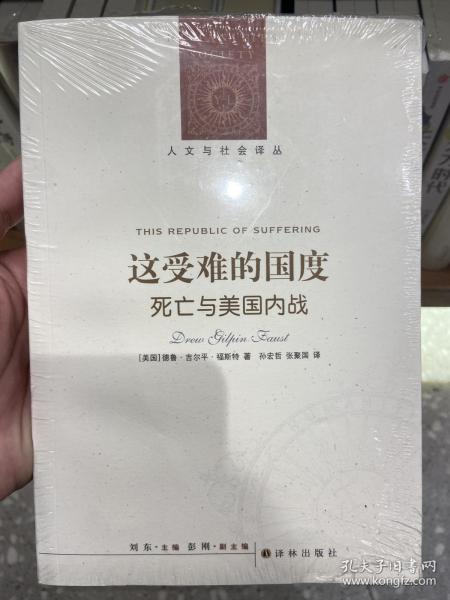 SOCIETY
人文与社会译丛
THIS REPUBLIC OF SUFFERING
这受难的国度
死亡与美国内战
Drew Gilpin Faust
[美国]德鲁·吉尔平·福斯特 著 孙宏哲 张聚国 译
刘东·主编 彭刚·副主编
译林出版社
孔夫子旧书网
kongfz.com